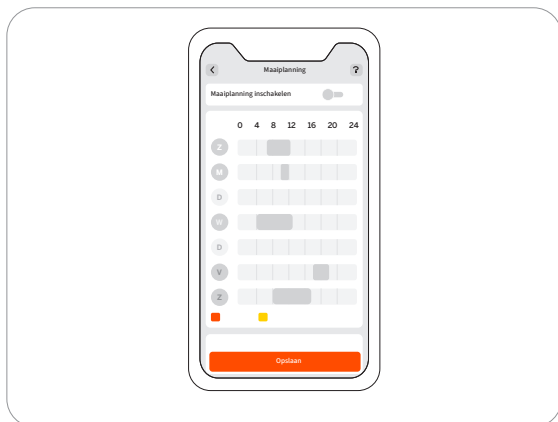 Maaiplanning ?
Maaiplanning inschakelen
0 4 8 12 16 20 24
Z
M
D
W
D
V
Z
Opslaan